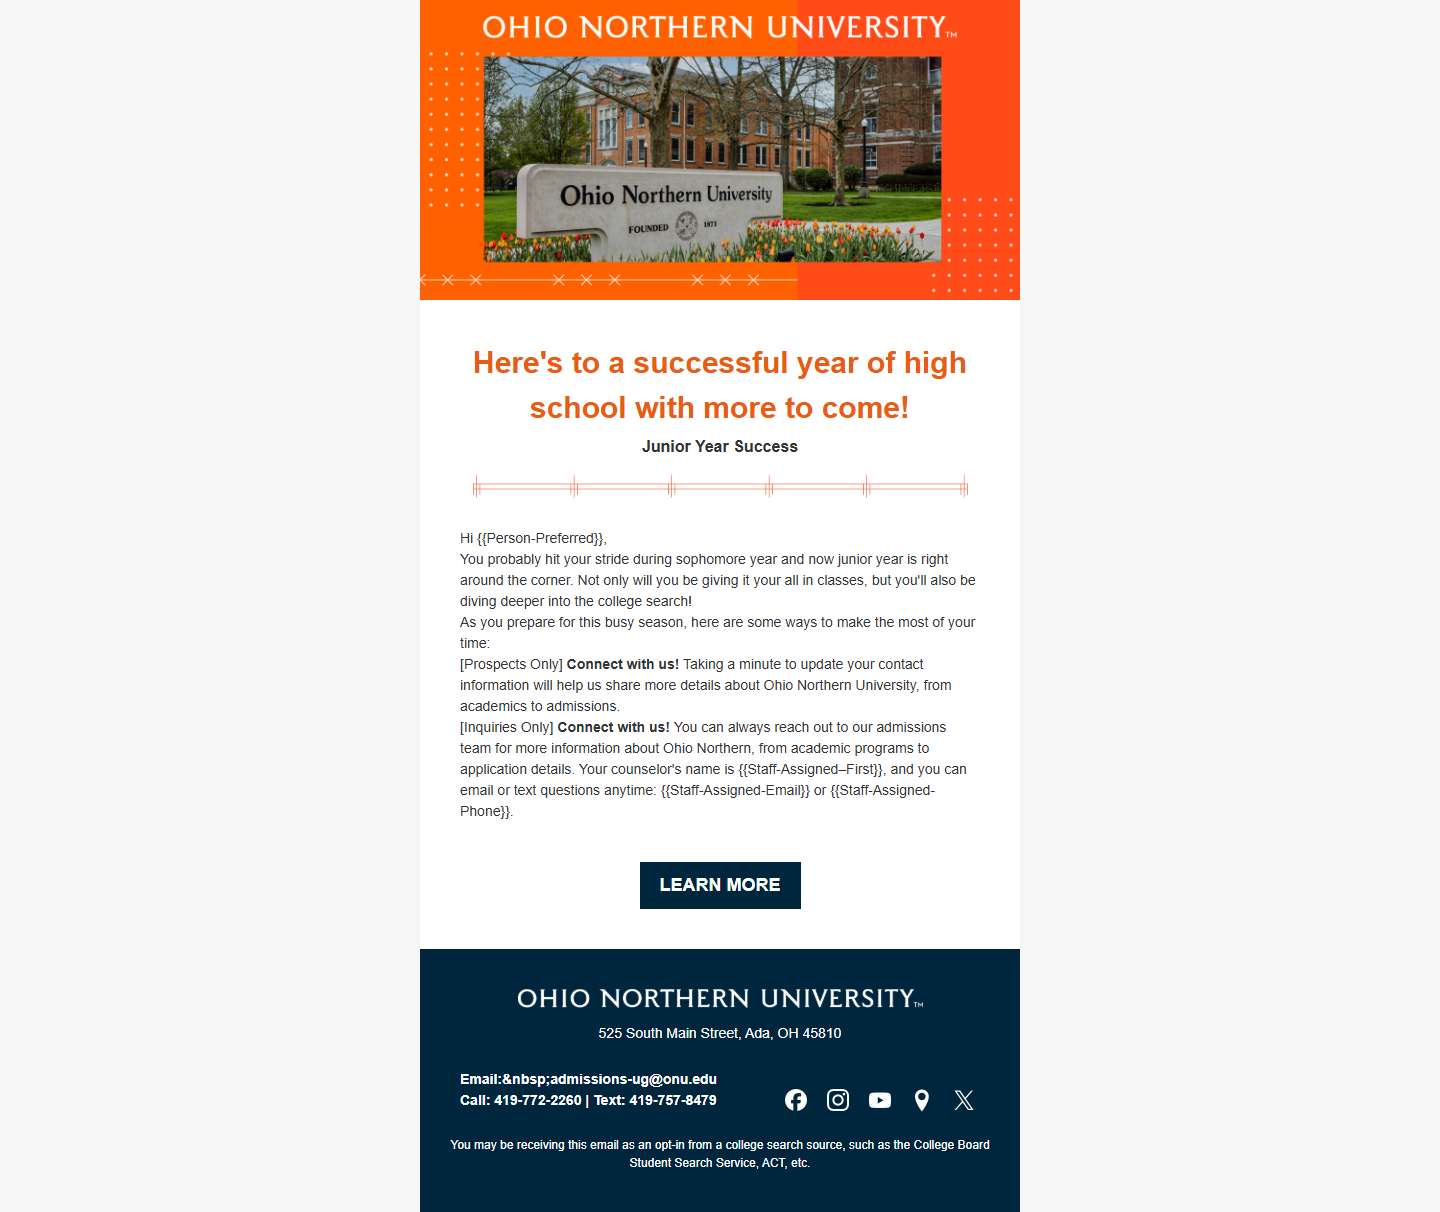 OHIO NORTHERN UNIVERSITY™
Ohio Northern University
FOUNDED 1871
Here's to a successful year of high
school with more to come!
Junior Year Success
Hi {{Person-Preferred}},
You probably hit your stride during sophomore year and now junior year is right
around the corner. Not only will you be giving it your all in classes, but you'll also be
diving deeper into the college search!
As you prepare for this busy season, here are some ways to make the most of your
time:
[Prospects Only] Connect with us! Taking a minute to update your contact
information will help us share more details about Ohio Northern University, from
academics to admissions.
[Inquiries Only] Connect with us! You can always reach out to our admissions
team for more information about Ohio Northern, from academic programs to
application details. Your counselor's name is {{Staff-Assigned–First}}, and you can
email or text questions anytime: {{Staff-Assigned-Email}} or {{Staff-Assigned-
Phone}}.
LEARN MORE
OHIO NORTHERN UNIVERSITY™
525 South Main Street, Ada, OH 45810
Email:&nbsp;admissions-ug@onu.edu
Call: 419-772-2260 | Text: 419-757-8479
You may be receiving this email as an opt-in from a college search source, such as the College Board
Student Search Service, ACT, etc.